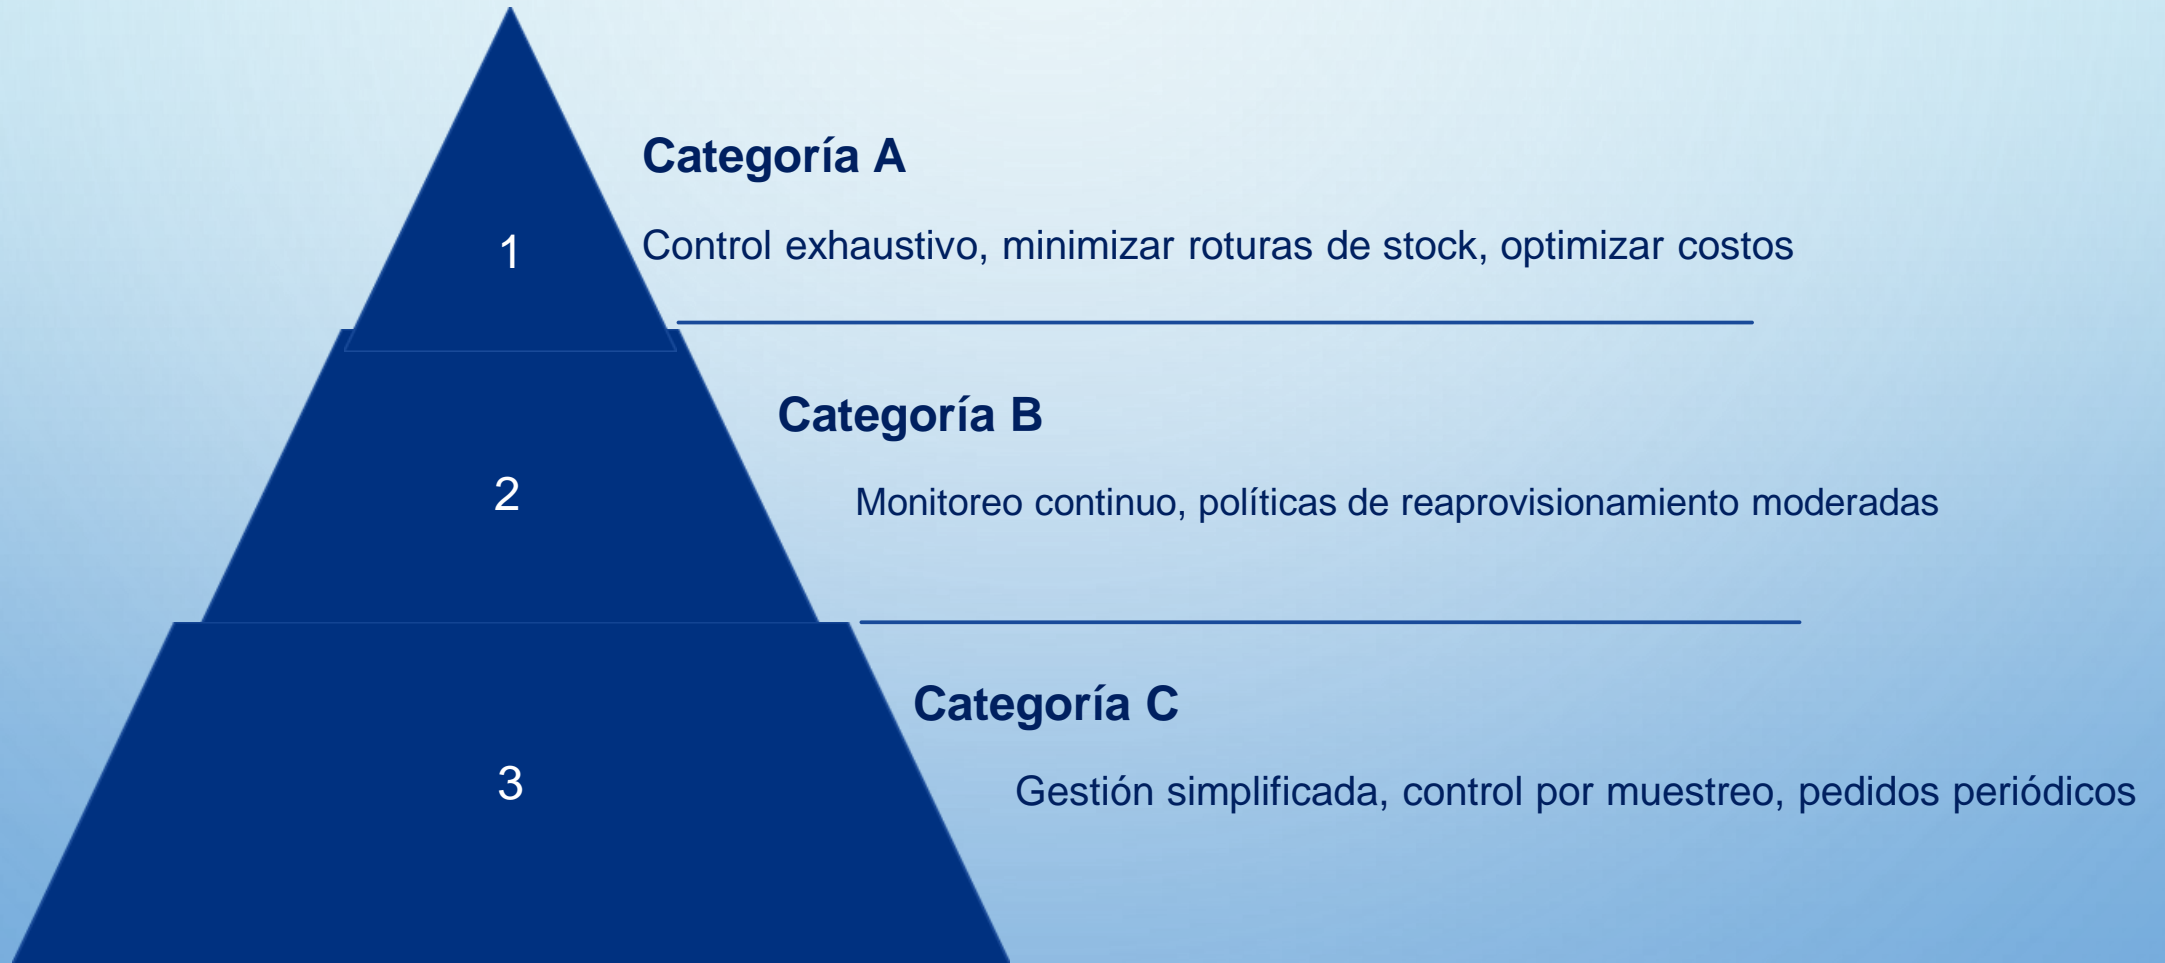 Categoría A
1
Control exhaustivo, minimizar roturas de stock, optimizar costos
Categoría B
2
Monitoreo continuo, políticas de reaprovisionamiento moderadas
Categoría C
3
Gestión simplificada, control por muestreo, pedidos periódicos